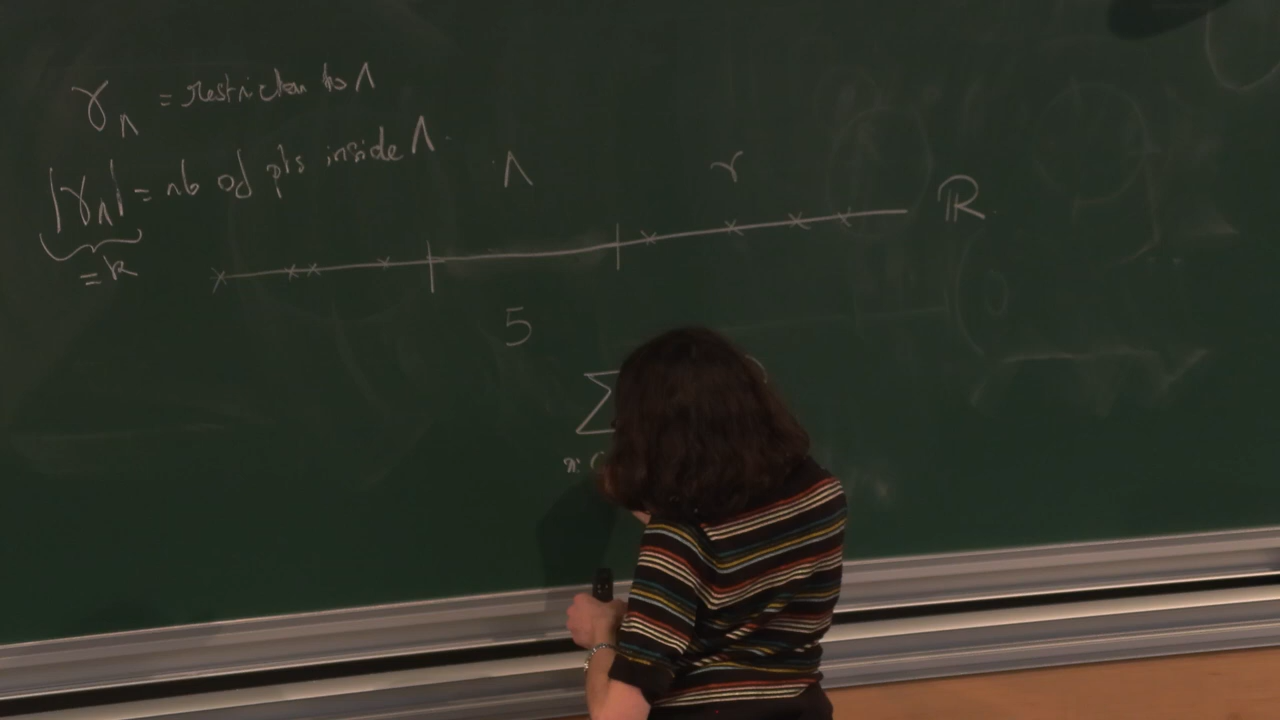 γ_Λ = restriction to Λ
|γ_Λ| = nb of pts inside Λ.
= k
Λ γ ℝ
5
Σ